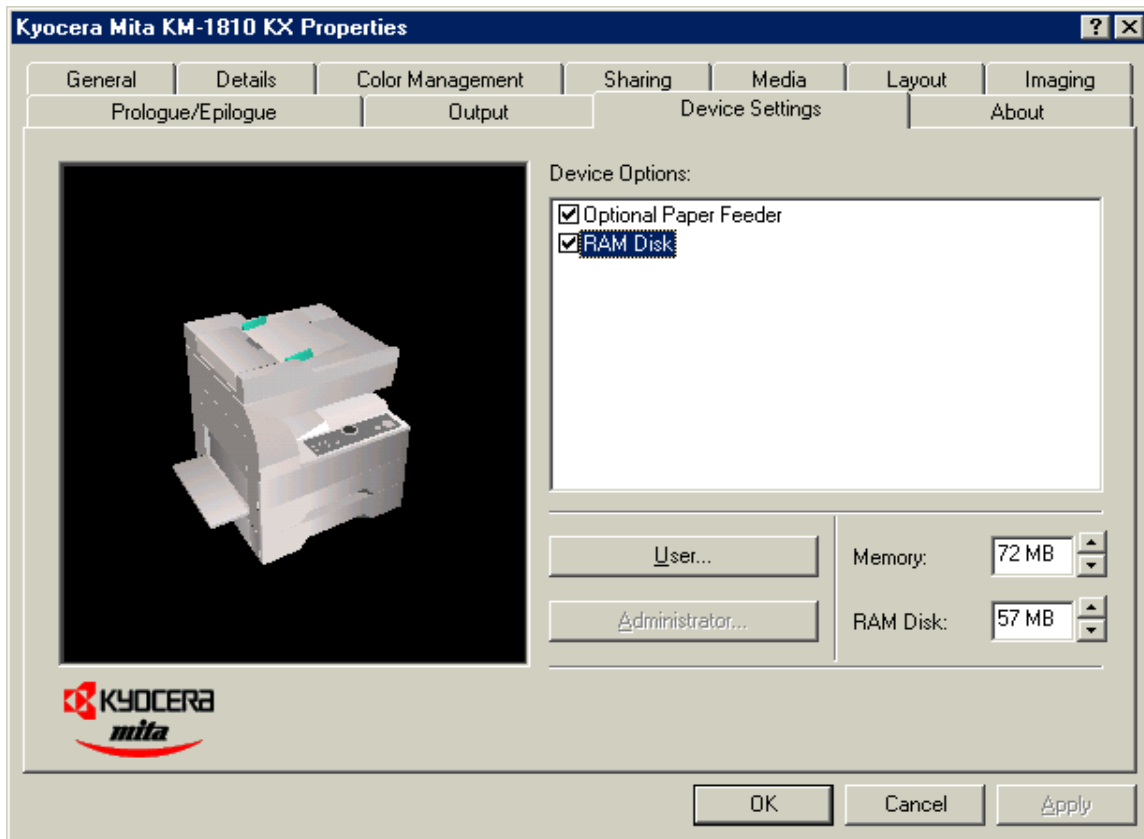 Kyocera Mita KM-1810 KX Properties
General Details Color Management Sharing Media Layout Imaging
Prologue/Epilogue Output Device Settings About
Device Options:
Optional Paper Feeder
RAM Disk
User... Memory: 72 MB
Administrator... RAM Disk: 57 MB
KYOCERA
mita
OK Cancel Apply